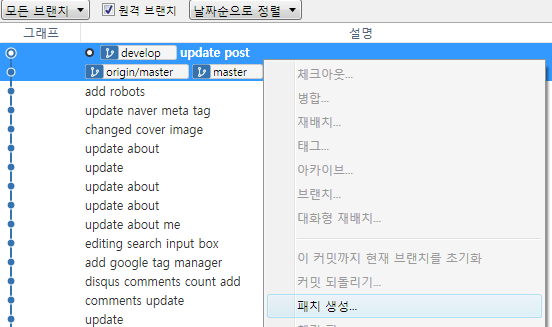 모든 브랜치 원격 브랜치 날짜순으로 정렬
그래프 설명
develop update post
origin/master master
add robots
update naver meta tag
changed cover image
update about
update
update about
update about
update about me
editing search input box
add google tag manager
disqus comments count add
comments update
update
체크아웃...
병합...
재배치...
태그...
아카이브...
브랜치...
대화형 재배치...
이 커밋까지 현재 브랜치를 초기화
커밋 되돌리기...
패치 생성...